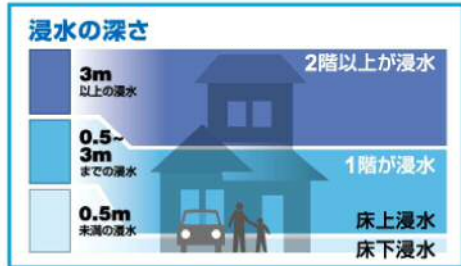 浸水の深さ
3m
以上の浸水
2階以上が浸水
0.5~
3m
までの浸水
1階が浸水
0.5m
未満の浸水
床上浸水
床下浸水